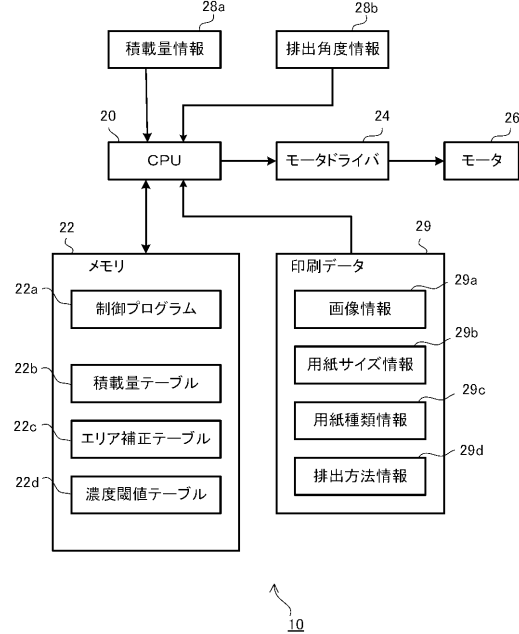 28a
28b
積載量情報
排出角度情報
20
24
26
CPU
モータドライバ
モータ
22
メモリ
22a
制御プログラム
22b
積載量テーブル
22c
エリア補正テーブル
22d
濃度閾値テーブル
29
印刷データ
29a
画像情報
29b
用紙サイズ情報
29c
用紙種類情報
29d
排出方法情報
10